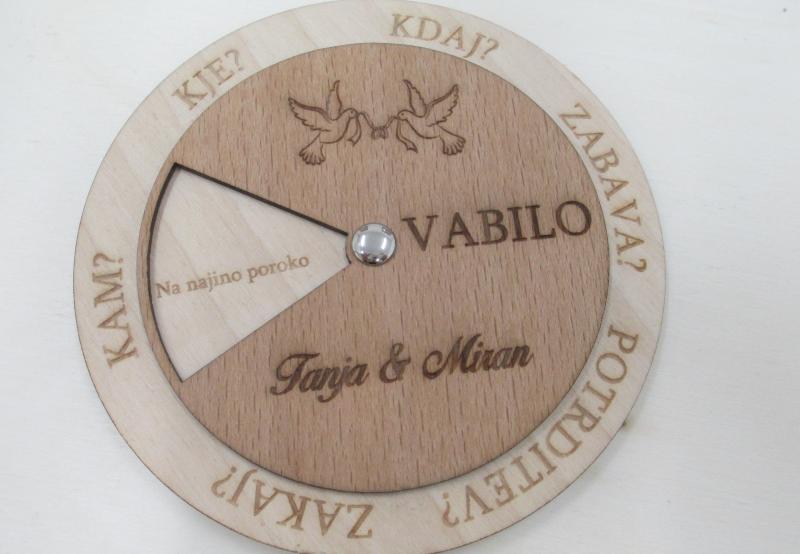 KJE?
KDAJ?
ZABAVA?
POTRDITEV?
ZAKAJ?
KAM?
VABILO
Na najino poroko
Tanja & Miran